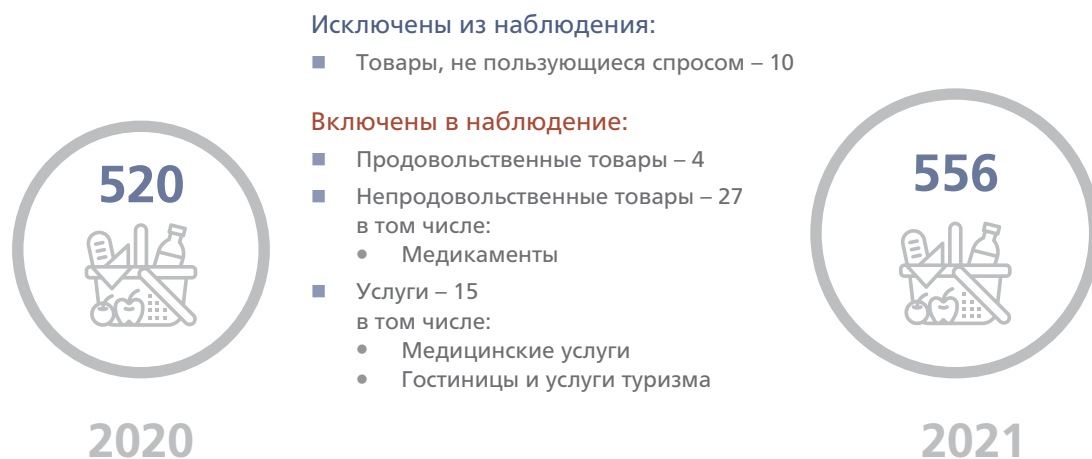 Исключены из наблюдения:
Товары, не пользующиеся спросом – 10
Включены в наблюдение:
Продовольственные товары – 4
Непродовольственные товары – 27
в том числе:
Медикаменты
Услуги – 15
в том числе:
Медицинские услуги
Гостиницы и услуги туризма
520
2020
556
2021